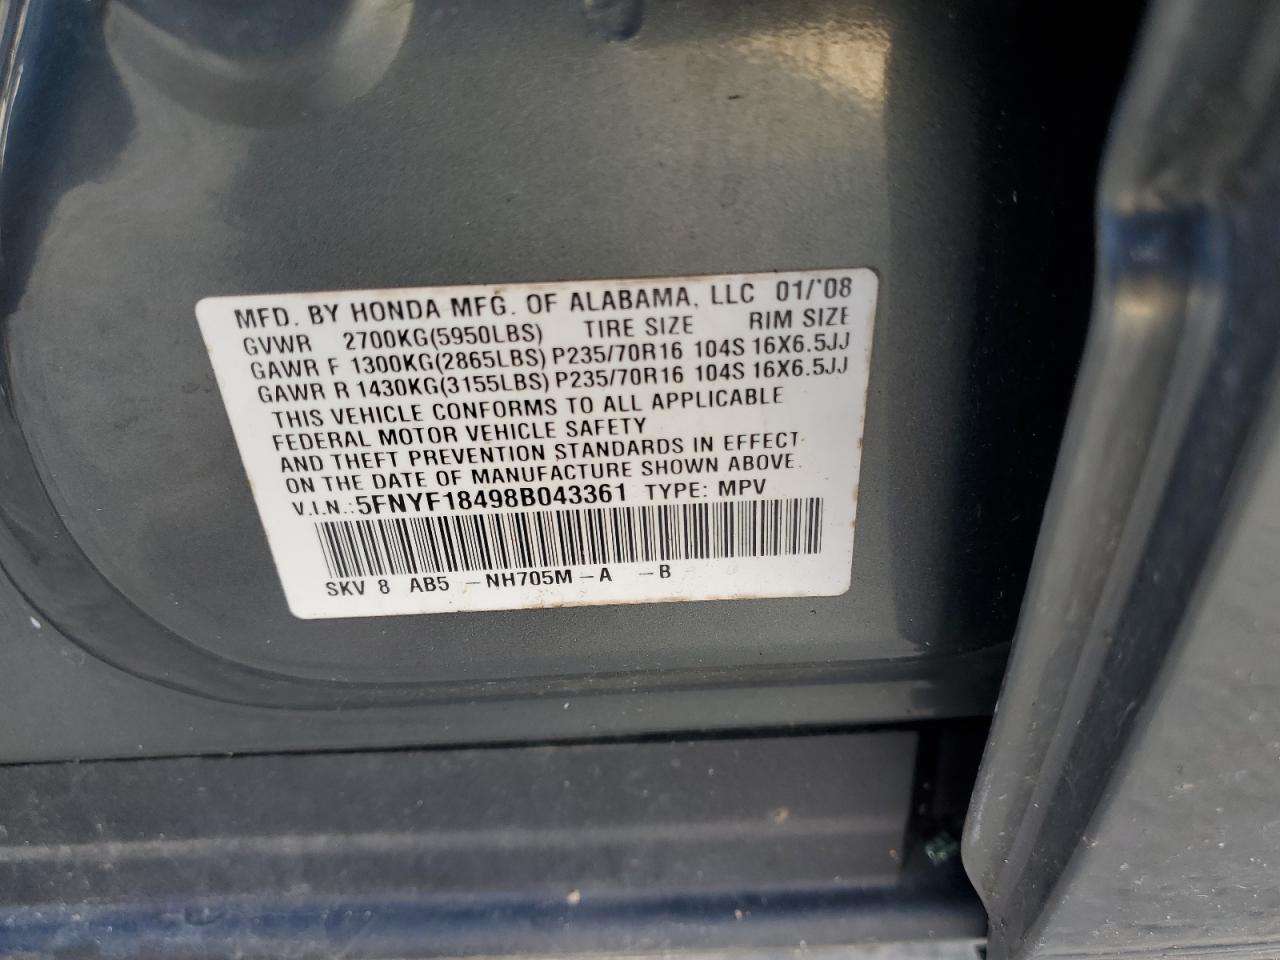 MFD. BY HONDA MFG. OF ALABAMA, LLC 01/'08
GVWR 2700KG(5950LBS) TIRE SIZE RIM SIZE
GAWR F 1300KG(2865LBS) P235/70R16 104S 16X6.5JJ
GAWR R 1430KG(3155LBS) P235/70R16 104S 16X6.5JJ
THIS VEHICLE CONFORMS TO ALL APPLICABLE
FEDERAL MOTOR VEHICLE SAFETY
AND THEFT PREVENTION STANDARDS IN EFFECT
ON THE DATE OF MANUFACTURE SHOWN ABOVE.
V.I.N.:5FNYF18498B043361 TYPE: MPV
SKV 8 AB5 -NH705M-A -B